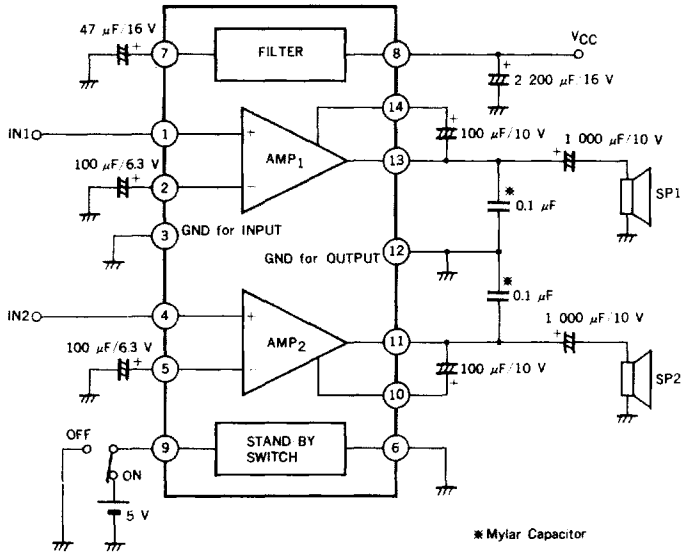 47 µF/16 V
+
7
FILTER
8
VCC
+
2 200 µF/16 V
14
+
100 µF/10 V
IN1
1
+
AMP1
13
1 000 µF/10 V
+
SP1
100 µF/6.3 V
+
2
−
※
0.1 µF
3
GND for INPUT
GND for OUTPUT
12
※
0.1 µF
IN2
4
+
AMP2
11
1 000 µF/10 V
+
SP2
100 µF/6.3 V
+
5
−
100 µF/10 V
+
10
OFF
9
STAND BY
SWITCH
6
ON
5 V
※Mylar Capacitor